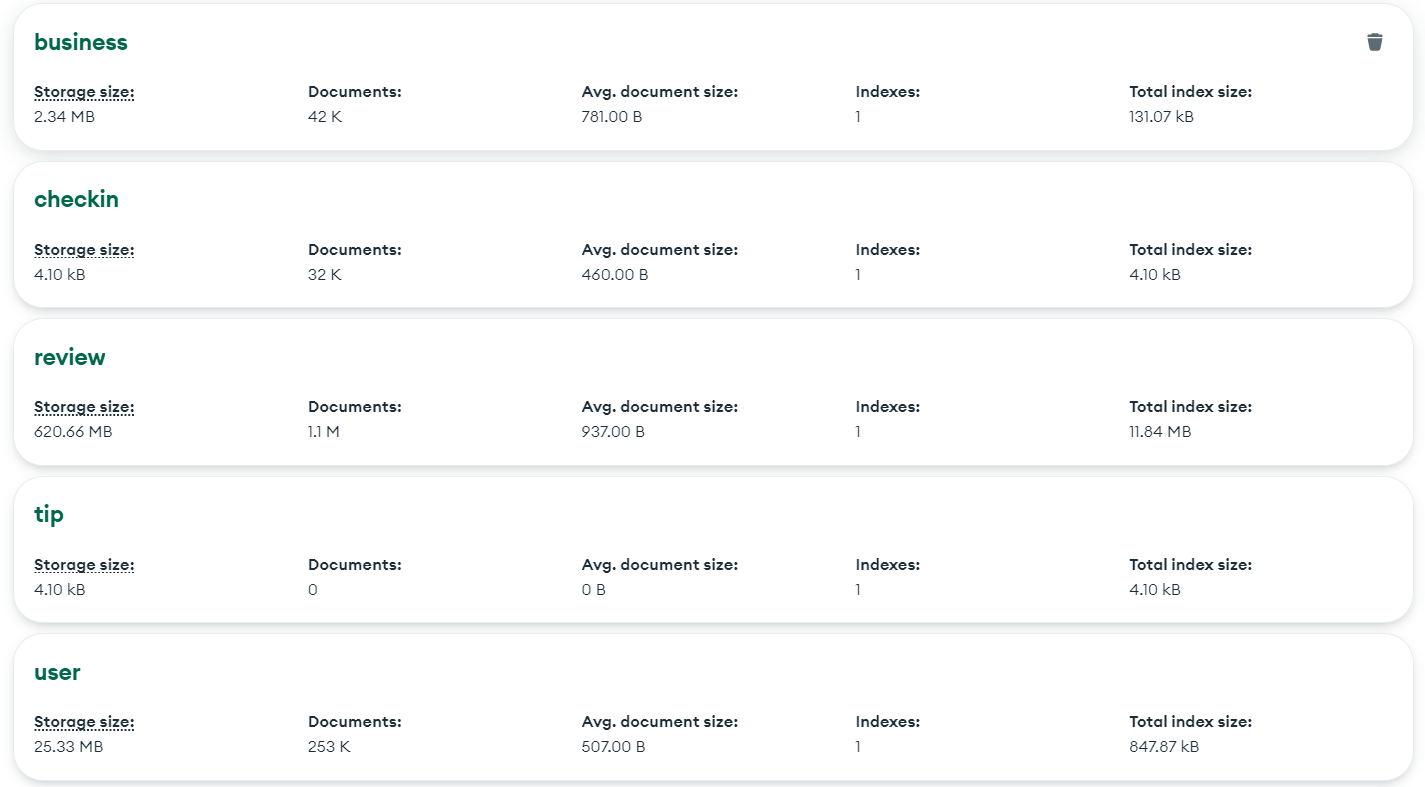 business
Storage size: Documents: Avg. document size: Indexes: Total index size:
2.34 MB 42 K 781.00 B 1 131.07 kB
checkin
Storage size: Documents: Avg. document size: Indexes: Total index size:
4.10 kB 32 K 460.00 B 1 4.10 kB
review
Storage size: Documents: Avg. document size: Indexes: Total index size:
620.66 MB 1.1 M 937.00 B 1 11.84 MB
tip
Storage size: Documents: Avg. document size: Indexes: Total index size:
4.10 kB 0 0 B 1 4.10 kB
user
Storage size: Documents: Avg. document size: Indexes: Total index size:
25.33 MB 253 K 507.00 B 1 847.87 kB